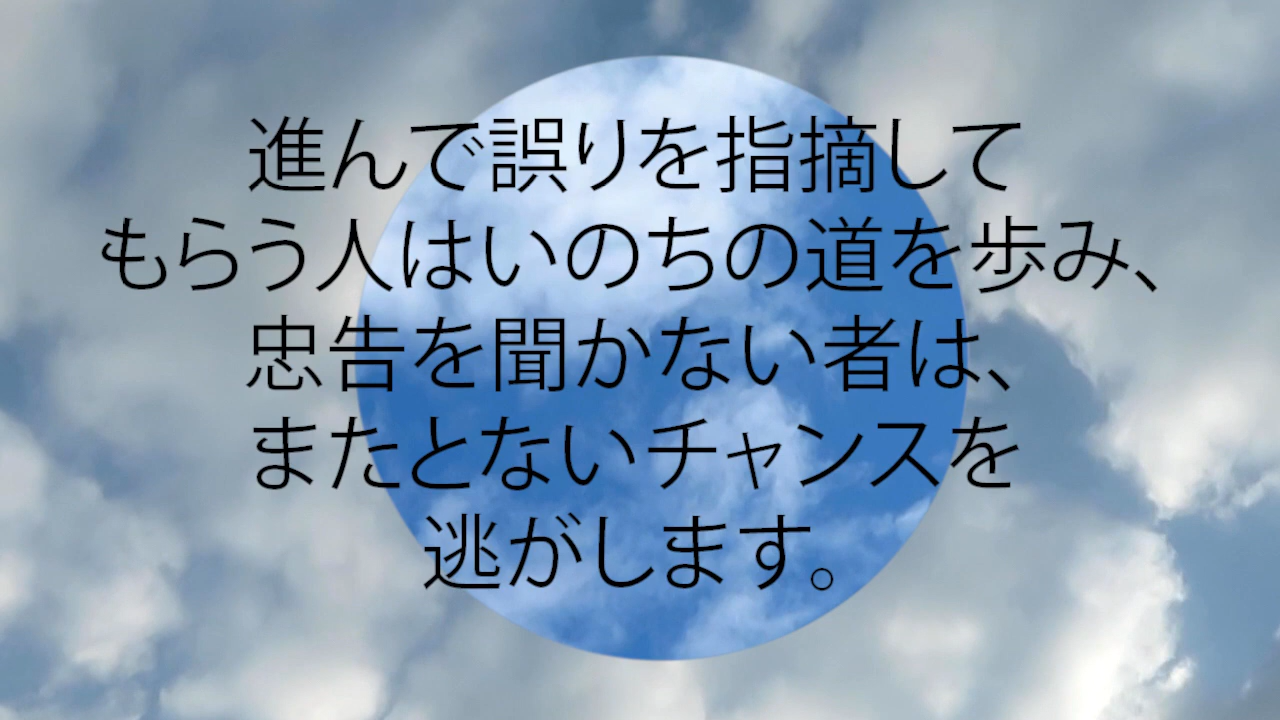 進んで誤りを指摘して
もらう人はいのちの道を歩み、
忠告を聞かない者は、
またとないチャンスを
逃がします。